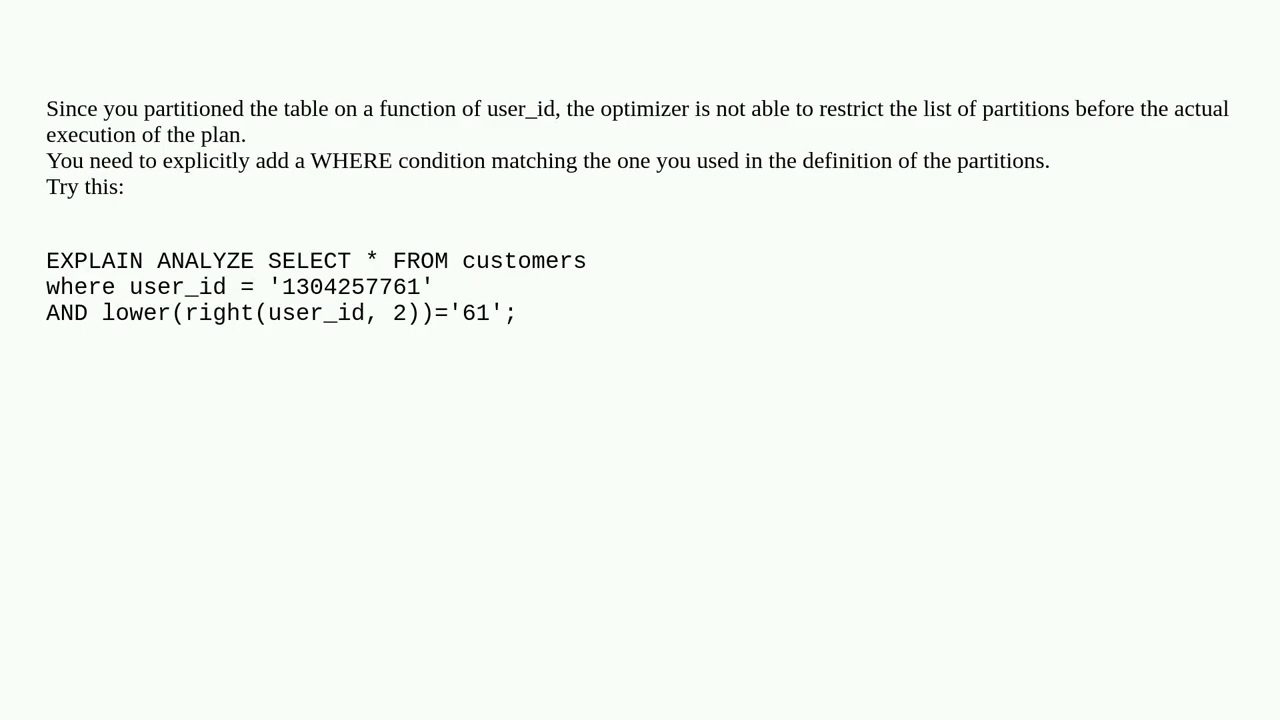 Since you partitioned the table on a function of user_id, the optimizer is not able to restrict the list of partitions before the actual
execution of the plan.
You need to explicitly add a WHERE condition matching the one you used in the definition of the partitions.
Try this:
EXPLAIN ANALYZE SELECT * FROM customers
where user_id = '1304257761'
AND lower(right(user_id, 2))='61';